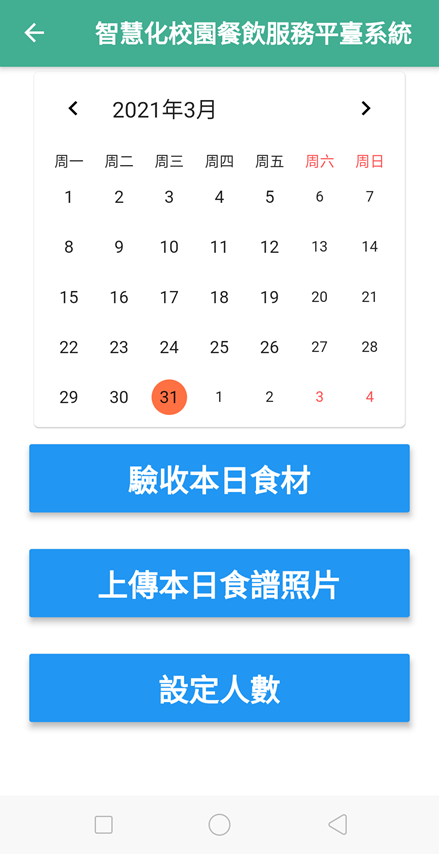 智慧化校園餐飲服務平臺系統
2021年3月
周一 周二 周三 周四 周五 周六 周日
1 2 3 4 5 6 7
8 9 10 11 12 13 14
15 16 17 18 19 20 21
22 23 24 25 26 27 28
29 30 31 1 2 3 4
驗收本日食材
上傳本日食譜照片
設定人數